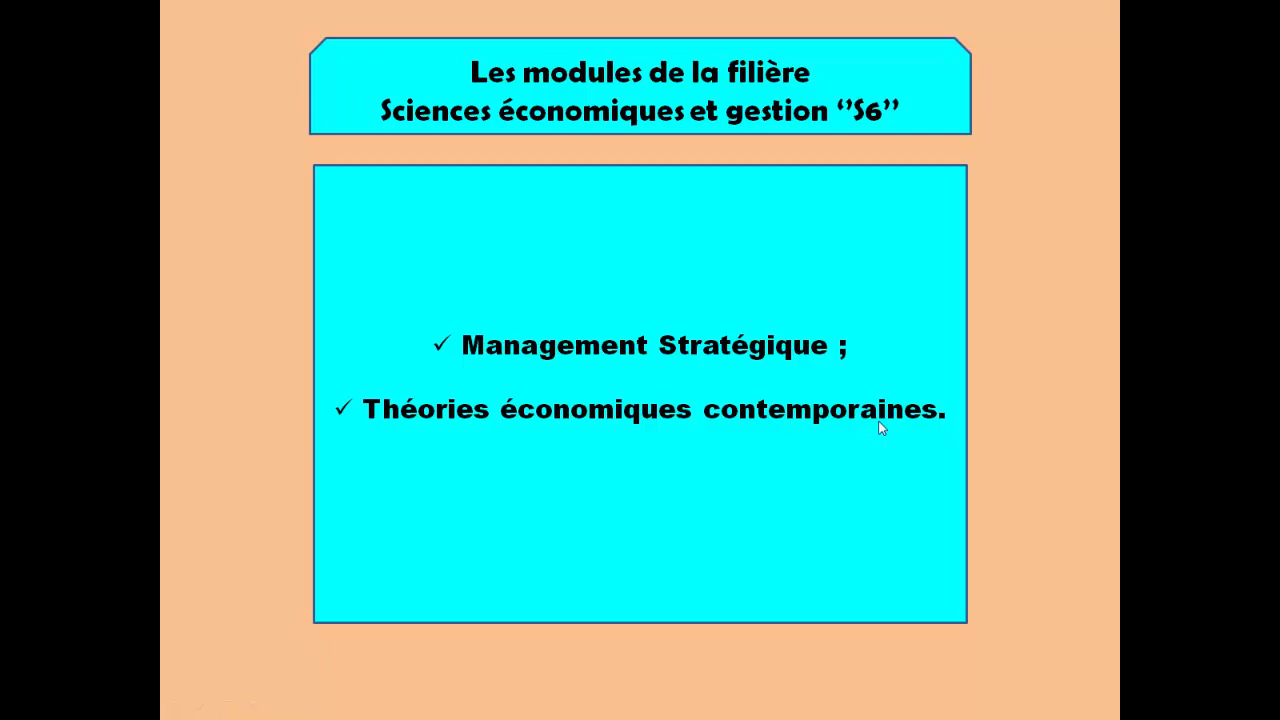 Les modules de la filière
Sciences économiques et gestion ‘’S6’’
✓ Management Stratégique ;
✓ Théories économiques contemporaines.